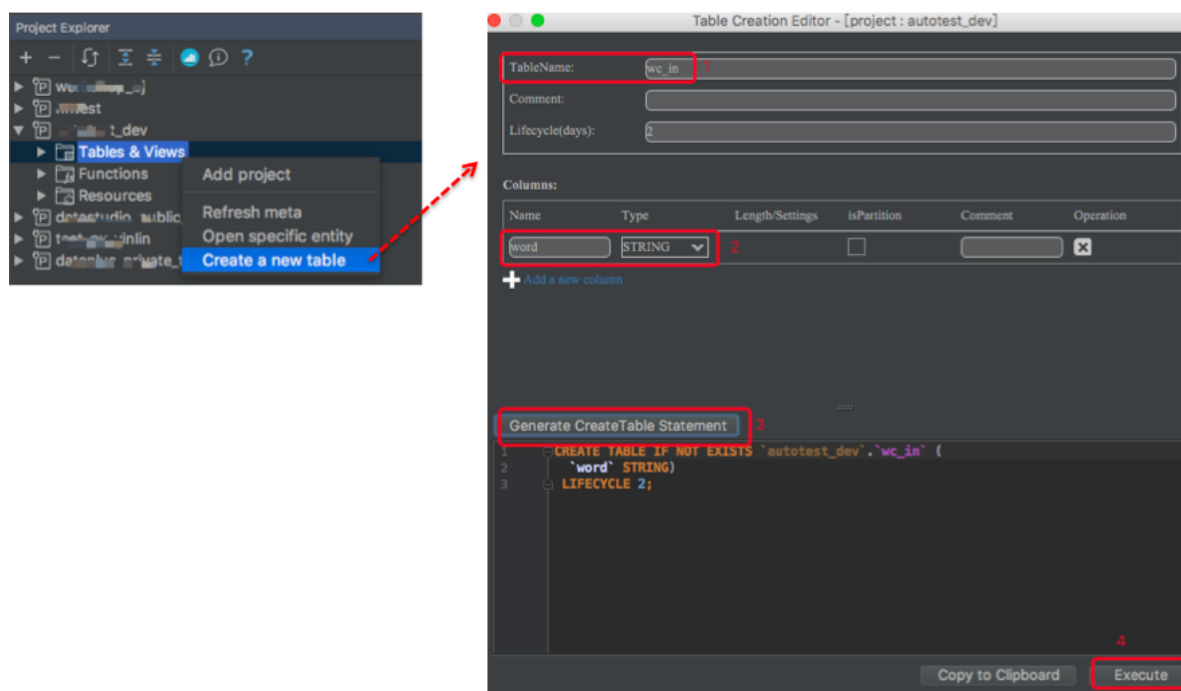 Project Explorer
t_dev
Tables & Views
Functions
Resources
Add project
Refresh meta
Open specific entity
Create a new table
Table Creation Editor - [project : autotest_dev]
TableName: wc_in 1
Comment:
Lifecycle(days): 2
Columns:
Name Type Length/Settings isPartition Comment Operation
word STRING 2
Add a new column
Generate CreateTable Statement 3
1 CREATE TABLE IF NOT EXISTS `autotest_dev`.`wc_in` (
2 `word` STRING)
3 LIFECYCLE 2;
4
Copy to Clipboard Execute